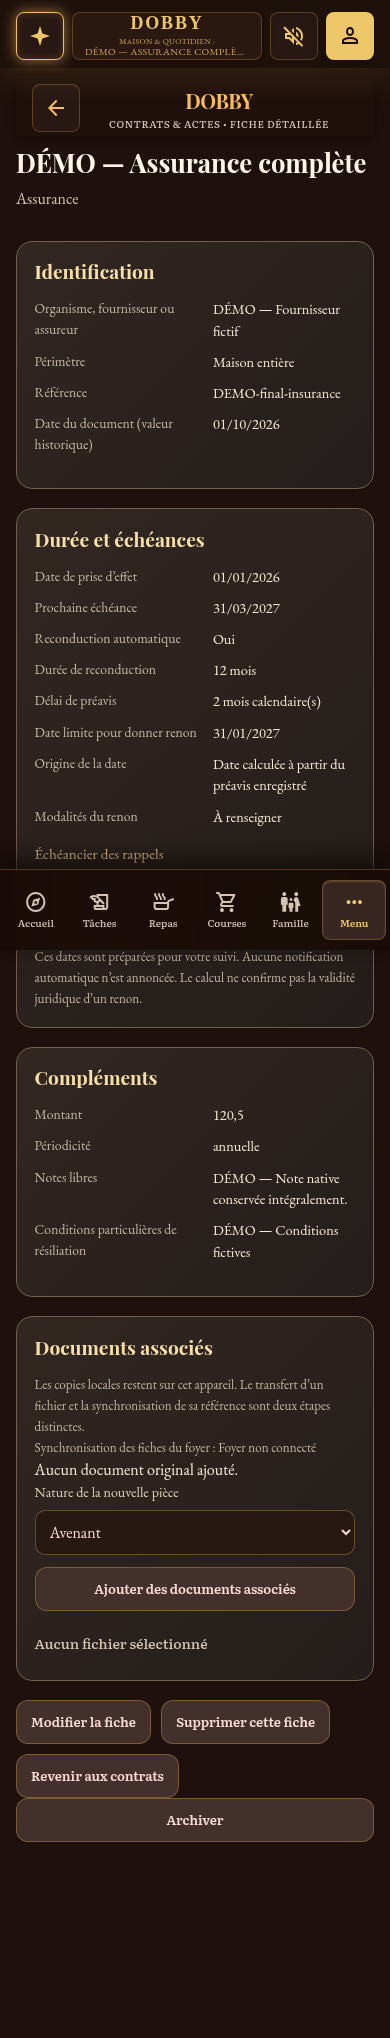 DOBBY
MAISON & QUOTIDIEN ·
DÉMO — ASSURANCE COMPLÈ...
DOBBY
CONTRATS & ACTES • FICHE DÉTAILLÉE
DÉMO — Assurance complète
Assurance
Identification
Organisme, fournisseur ou assureur
DÉMO — Fournisseur fictif
Périmètre
Maison entière
Référence
DEMO-final-insurance
Date du document (valeur historique)
01/10/2026
Durée et échéances
Date de prise d’effet
01/01/2026
Prochaine échéance
31/03/2027
Reconduction automatique
Oui
Durée de reconduction
12 mois
Délai de préavis
2 mois calendaire(s)
Date limite pour donner renon
31/01/2027
Origine de la date
Date calculée à partir du préavis enregistré
Modalités du renon
À renseigner
Échéancier des rappels
Accueil
Tâches
Repas
Courses
Famille
Menu
Ces dates sont préparées pour votre suivi. Aucune notification
automatique n’est annoncée. Le calcul ne confirme pas la validité
juridique d’un renon.
Compléments
Montant
120,5
Périodicité
annuelle
Notes libres
DÉMO — Note native conservée intégralement.
Conditions particulières de résiliation
DÉMO — Conditions fictives
Documents associés
Les copies locales restent sur cet appareil. Le transfert d’un
fichier et la synchronisation de sa référence sont deux étapes
distinctes.
Synchronisation des fiches du foyer : Foyer non connecté
Aucun document original ajouté.
Nature de la nouvelle pièce
Avenant
Ajouter des documents associés
Aucun fichier sélectionné
Modifier la fiche
Supprimer cette fiche
Revenir aux contrats
Archiver